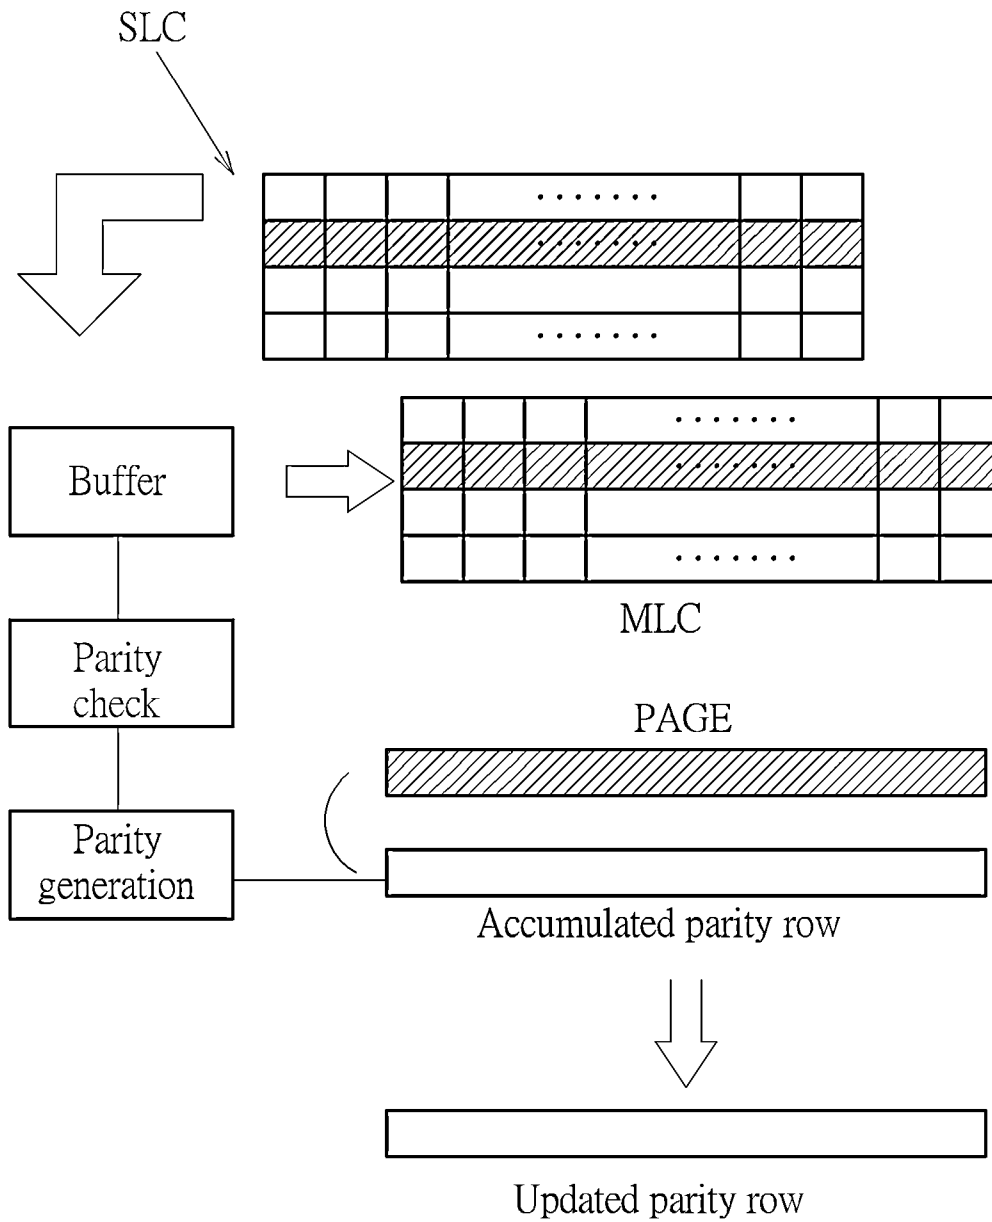 SLC
Buffer
MLC
Parity
check
PAGE
Parity
generation
Accumulated parity row
Updated parity row